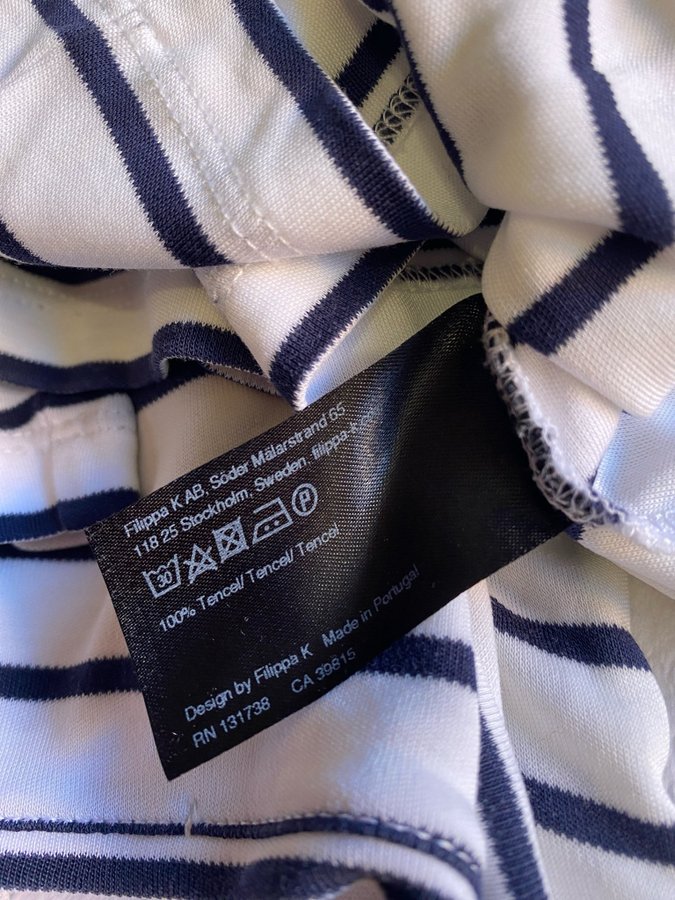 Filippa K AB, Söder Mälarstrand 65
118 25 Stockholm, Sweden, filippa-k.com
30 P
100% Tencel/ Tencel/ Tencel
Design by Filippa K Made in Portugal
RN 131738 CA 39815